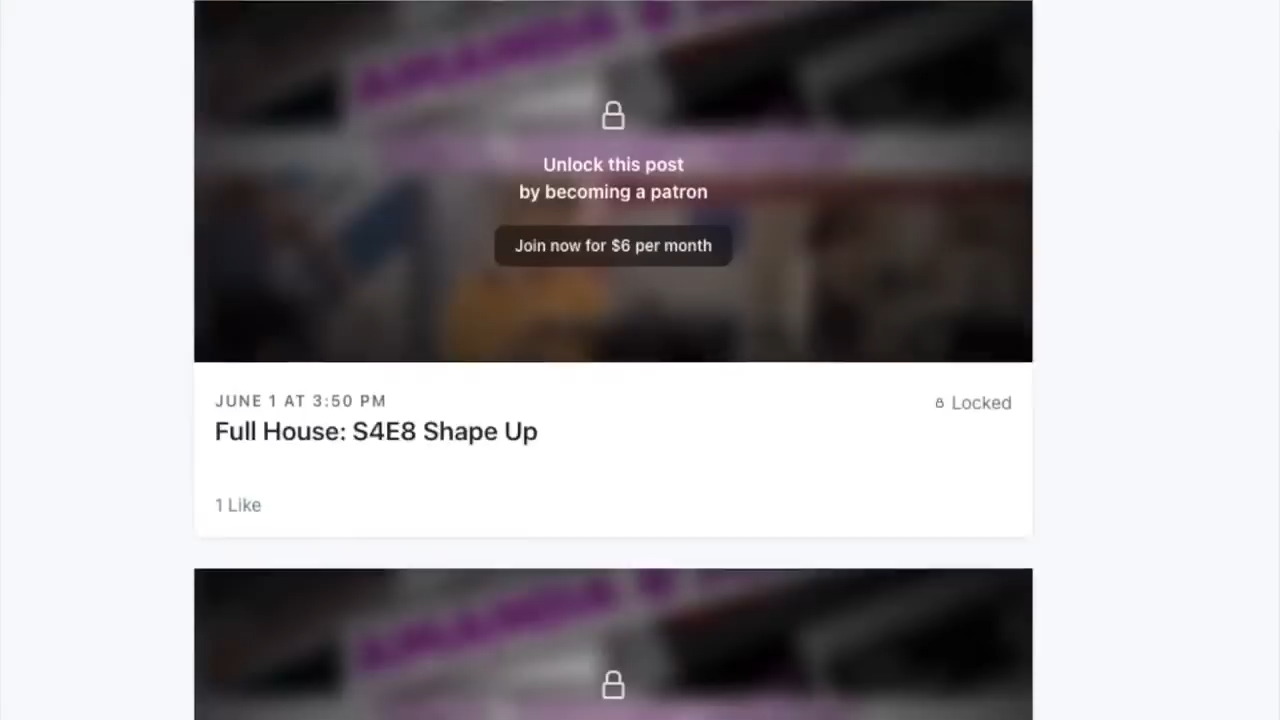 Unlock this post
by becoming a patron
Join now for $6 per month
JUNE 1 AT 3:50 PM
Locked
Full House: S4E8 Shape Up
1 Like